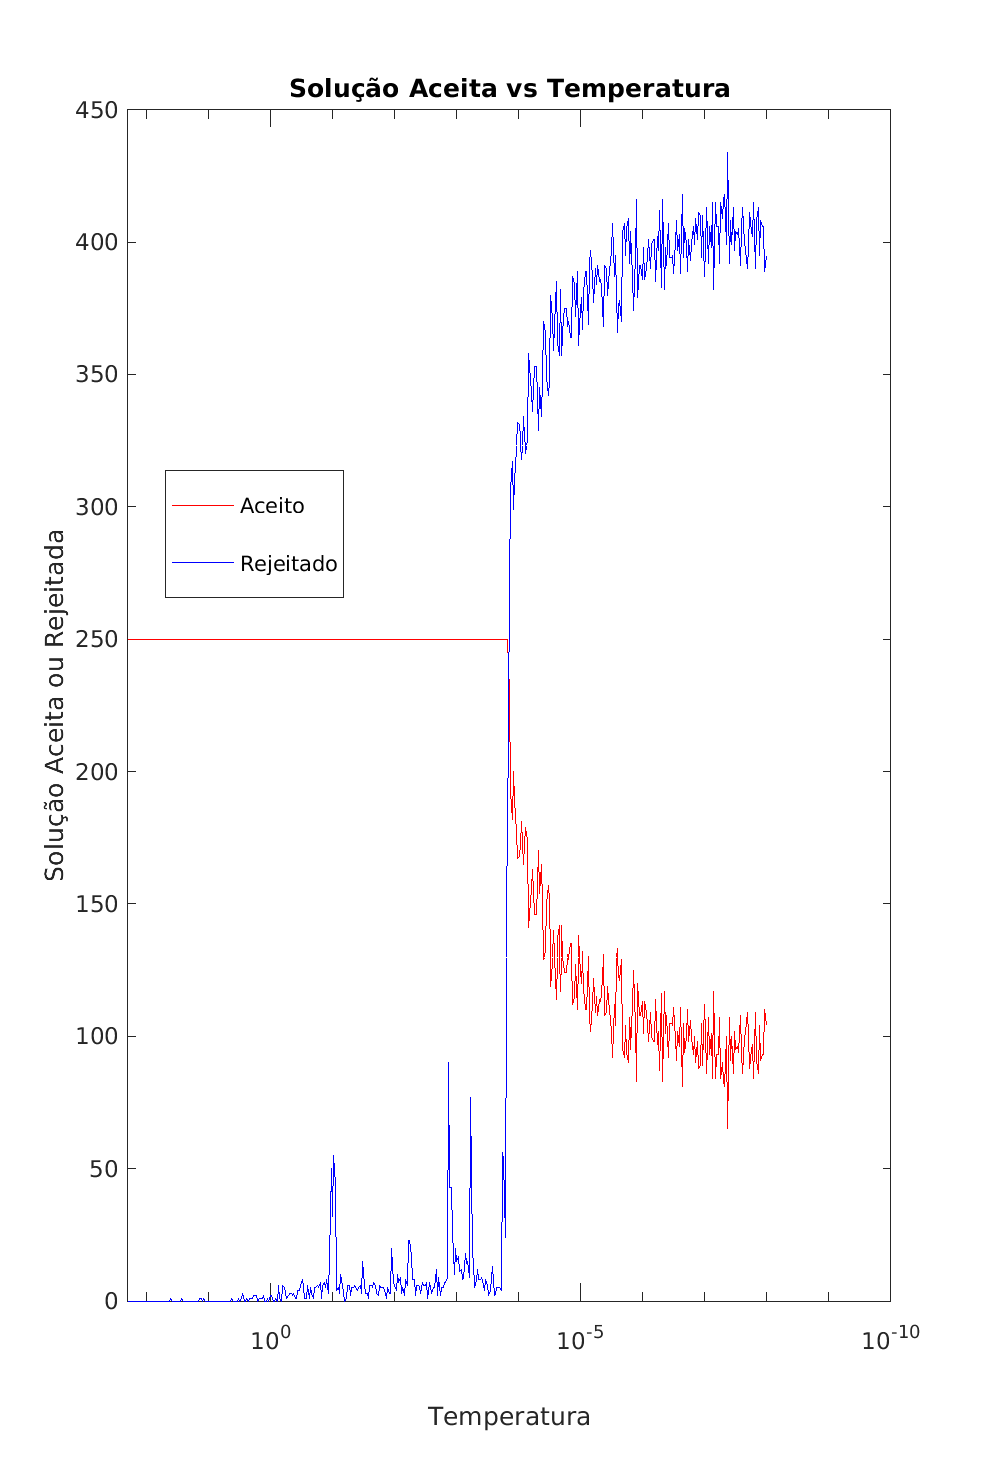 Solução Aceita vs Temperatura
450
400
350
300
250
200
150
100
50
0
Solução Aceita ou Rejeitada
Aceito
Rejeitado
10^0
10^-5
10^-10
Temperatura